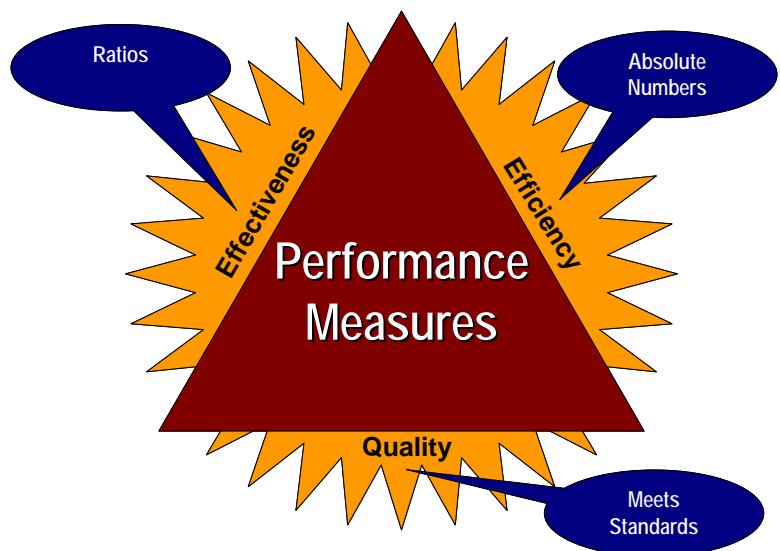 Ratios
Absolute
Numbers
Effectiveness
Efficiency
Performance
Measures
Quality
Meets
Standards